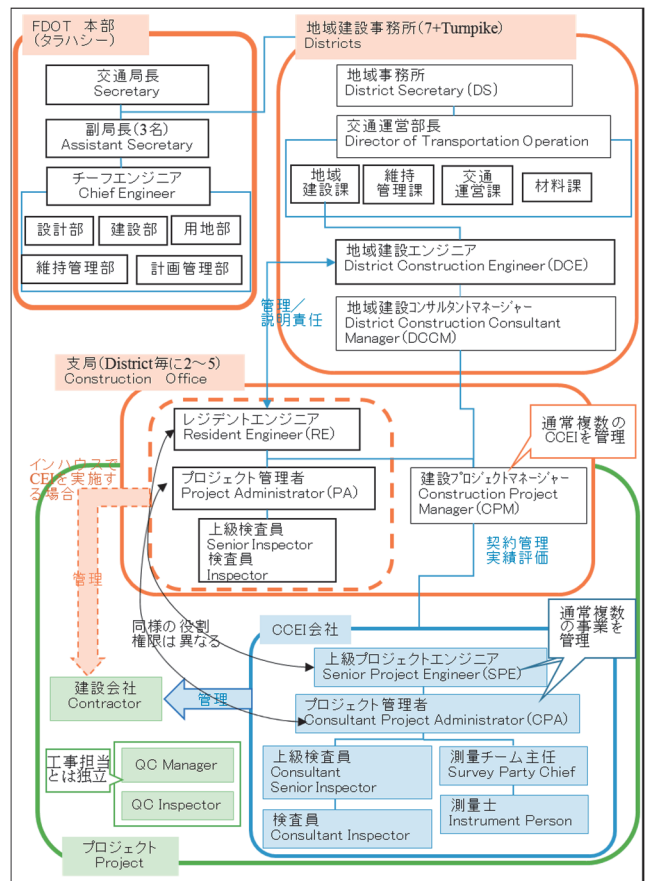 FDOT 本部
(タラハシー)
交通局長
Secretary
副局長(3名)
Assistant Secretary
チーフエンジニア
Chief Engineer
設計部
建設部
用地部
維持管理部
計画管理部
地域建設事務所(7+Turnpike)
Districts
地域事務所
District Secretary(DS)
交通運営部長
Director of Transportation Operation
地域
建設課
維持
管理課
交通
運営課
材料課
地域建設エンジニア
District Construction Engineer(DCE)
地域建設コンサルタントマネージャー
District Construction Consultant
Manager(DCCM)
管理/
説明責任
支局(District毎に2~5)
Construction Office
レジデントエンジニア
Resident Engineer(RE)
プロジェクト管理者
Project Administrator(PA)
上級検査員
Senior Inspector
検査員
Inspector
通常複数の
CCEIを管理
建設プロジェクトマネージャー
Construction Project
Manager(CPM)
インハウスで
CEIを実施す
る場合
管理
契約管理
実績評価
同様の役割
権限は異なる
CCEI会社
通常複数
の事業を
管理
上級プロジェクトエンジニア
Senior Project Engineer(SPE)
プロジェクト管理者
Consultant Project Administrator(CPA)
上級検査員
Consultant
Senior Inspector
検査員
Consultant Inspector
測量チーム主任
Survey Party Chief
測量士
Instrument Person
建設会社
Contractor
管理
工事担当
とは独立
QC Manager
QC Inspector
プロジェクト
Project